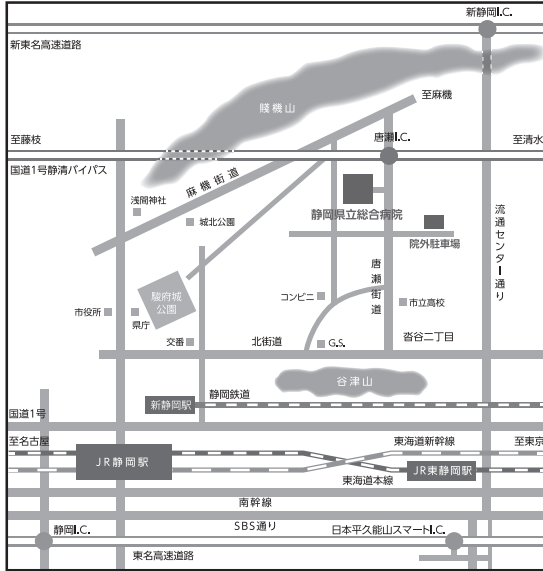 新静岡I.C.
新東名高速道路
賤機山
至麻機
至藤枝
唐瀬I.C.
至清水
国道1号静清バイパス
麻機街道
浅間神社
城北公園
静岡県立総合病院
院外駐車場
流通センター通り
駿府城
公園
コンビニ
唐瀬街道
市立高校
市役所
県庁
交番
北街道
G.S.
沓谷二丁目
谷津山
静岡鉄道
新静岡駅
国道1号
至名古屋
東海道新幹線
至東京
JR静岡駅
JR東静岡駅
東海道本線
南幹線
SBS通り
静岡I.C.
日本平久能山スマートI.C.
東名高速道路